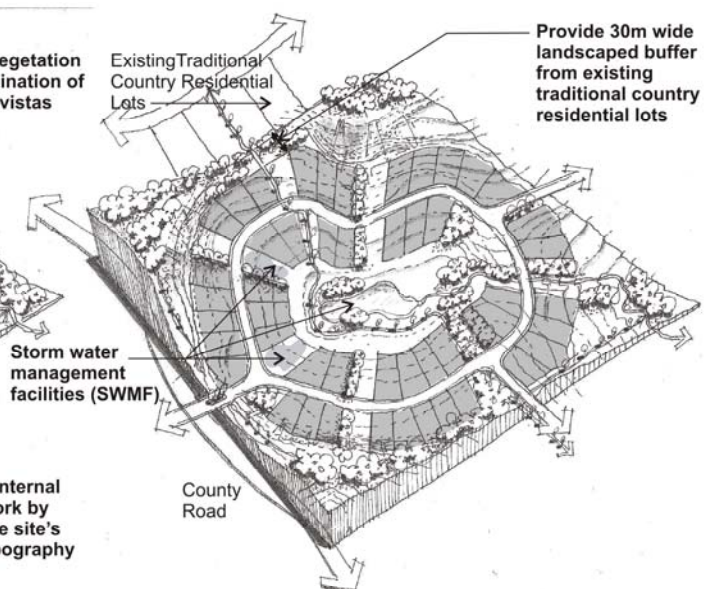 egetation
ination of
vistas
ExistingTraditional
Country Residential
Lots
Provide 30m wide
landscaped buffer
from existing
traditional country
residential lots
Storm water
management
facilities (SWMF)
County
Road
nternal
ork by
e site's
pography